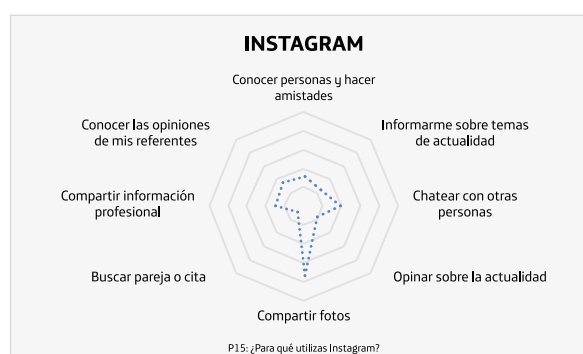 INSTAGRAM
Conocer personas y hacer
amistades
Conocer las opiniones
de mis referentes
Informarme sobre temas
de actualidad
Compartir información
profesional
Chatear con otras
personas
Buscar pareja o cita
Opinar sobre la actualidad
Compartir fotos
P15: ¿Para qué utilizas Instagram?